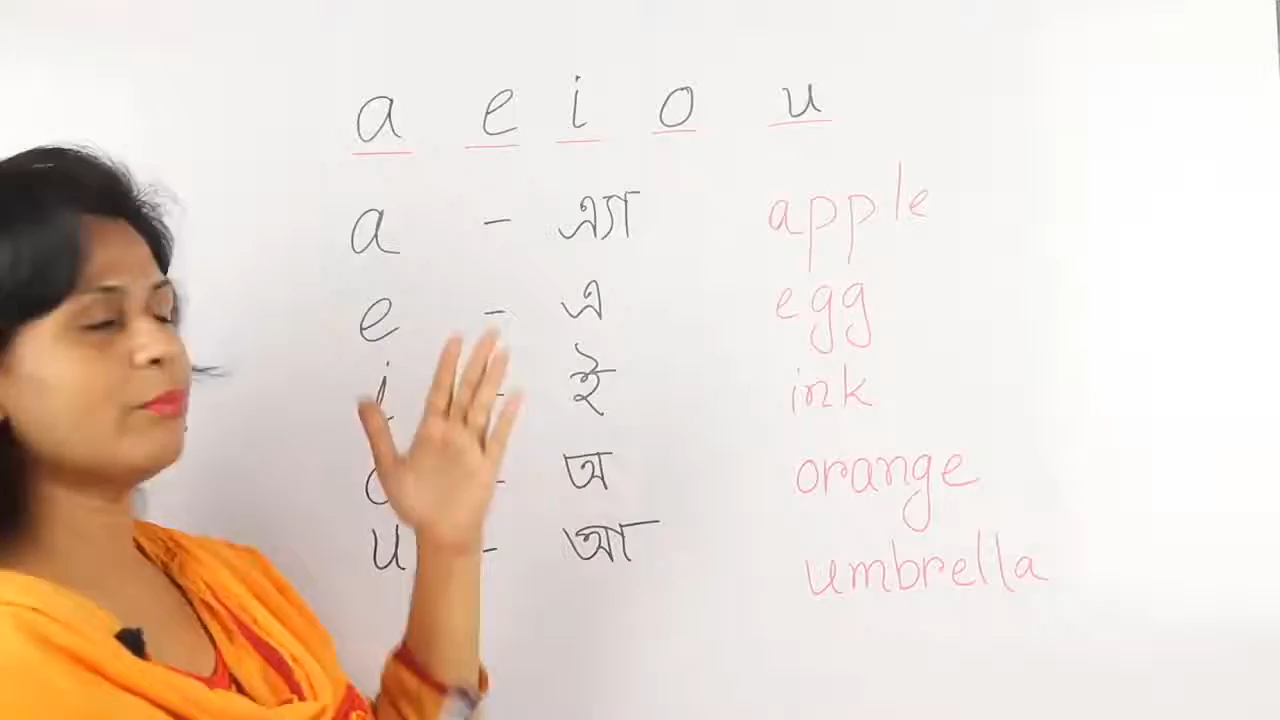 a e i o u
a - এ্যা apple
e - এ egg
i - ই ink
o - অ orange
u - আ umbrella